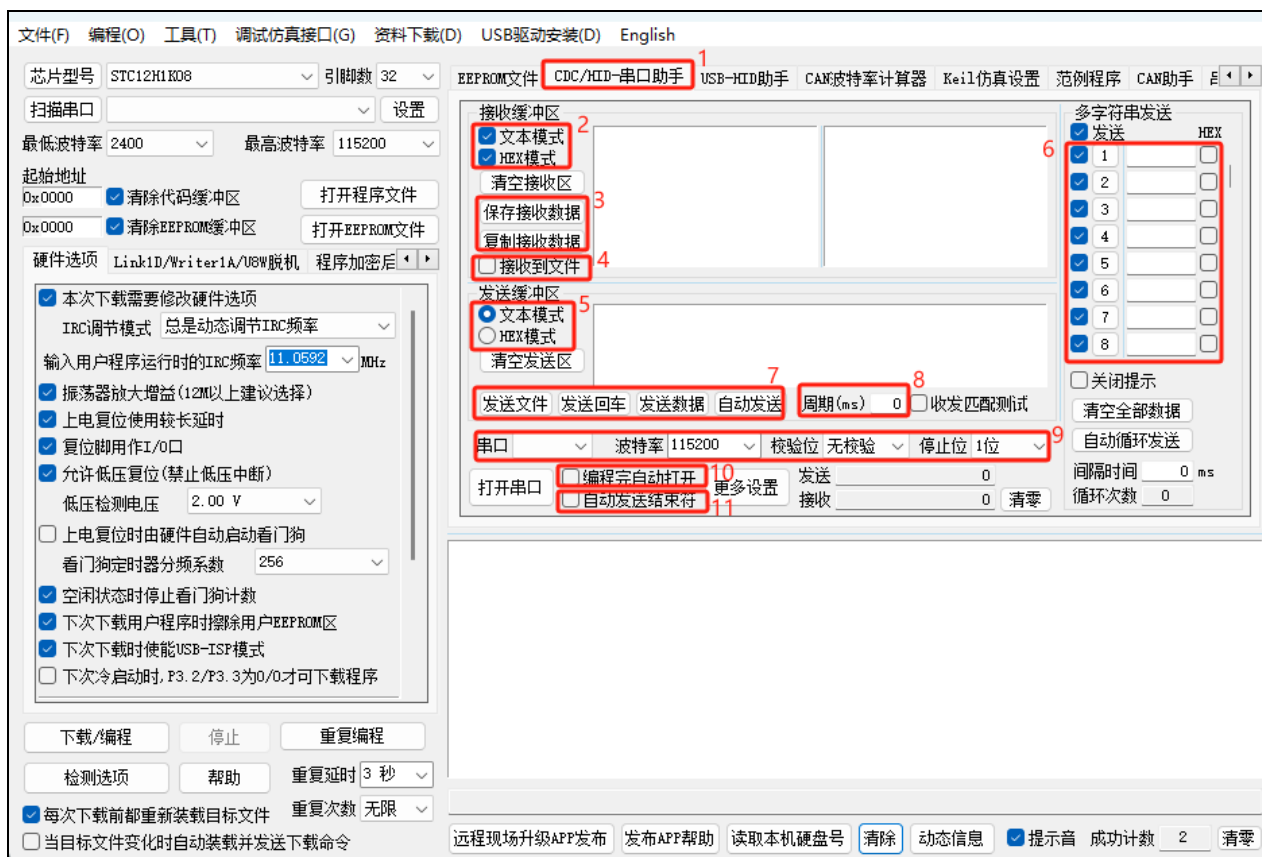 文件(F) 编程(O) 工具(T) 调试仿真接口(G) 资料下载(D) USB驱动安装(D) English
芯片型号 STC12H1K08 引脚数 32
扫描串口 设置
最低波特率 2400 最高波特率 115200
起始地址
0x0000 清除代码缓冲区 打开程序文件
0x0000 清除EEPROM缓冲区 打开EEPROM文件
硬件选项 Link1D/Writer1A/U8W脱机 程序加密后
本次下载需要修改硬件选项
IRC调节模式 总是动态调节IRC频率
输入用户程序运行时的IRC频率 11.0592 MHz
振荡器放大增益(12M以上建议选择)
上电复位使用较长延时
复位脚用作I/O口
允许低压复位(禁止低压中断)
低压检测电压 2.00 V
上电复位时由硬件自动启动看门狗
看门狗定时器分频系数 256
空闲状态时停止看门狗计数
下次下载用户程序时擦除用户EEPROM区
下次下载时使能USB-ISP模式
下次冷启动时,P3.2/P3.3为0/0才可下载程序
下载/编程 停止 重复编程
检测选项 帮助 重复延时 3 秒
每次下载前都重新装载目标文件 重复次数 无限
当目标文件变化时自动装载并发送下载命令
1
EEPROM文件 CDC/HID-串口助手 USB-HID助手 CAN波特率计算器 Keil仿真设置 范例程序 CAN助手
接收缓冲区
文本模式 2
HEX模式
清空接收区
保存接收数据 3
复制接收数据
接收到文件 4
发送缓冲区
文本模式 5
HEX模式
清空发送区
7 8
发送文件 发送回车 发送数据 自动发送 周期(ms) 0 收发匹配测试
串口 波特率 115200 校验位 无校验 停止位 1位 9
打开串口 编程完自动打开 10 更多设置 发送 0
自动发送结束符 11 接收 0 清零
多字符串发送
发送 HEX
6 1
2
3
4
5
6
7
8
关闭提示
清空全部数据
自动循环发送
间隔时间 0 ms
循环次数 0
远程现场升级APP发布 发布APP帮助 读取本机硬盘号 清除 动态信息 提示音 成功计数 2 清零